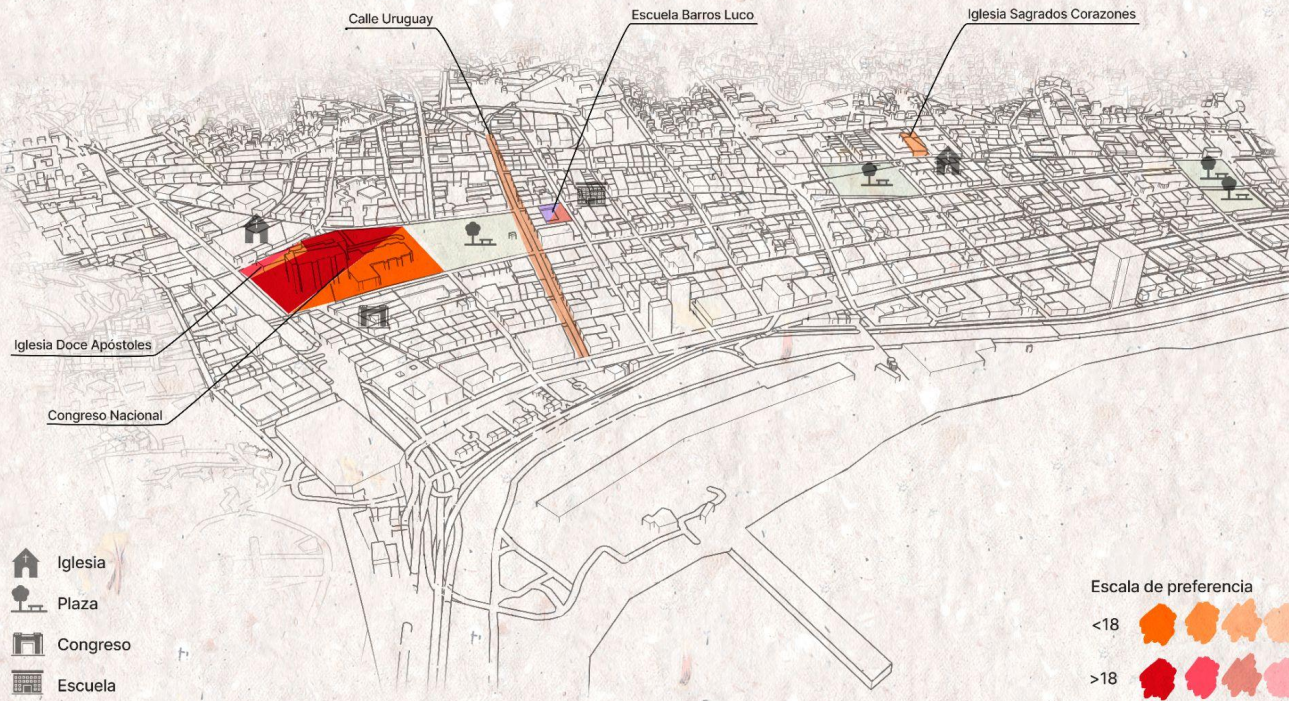 Calle Uruguay
Escuela Barros Luco
Iglesia Sagrados Corazones
Iglesia Doce Apóstoles
Congreso Nacional
Iglesia
Plaza
Congreso
Escuela
Escala de preferencia
<18
>18